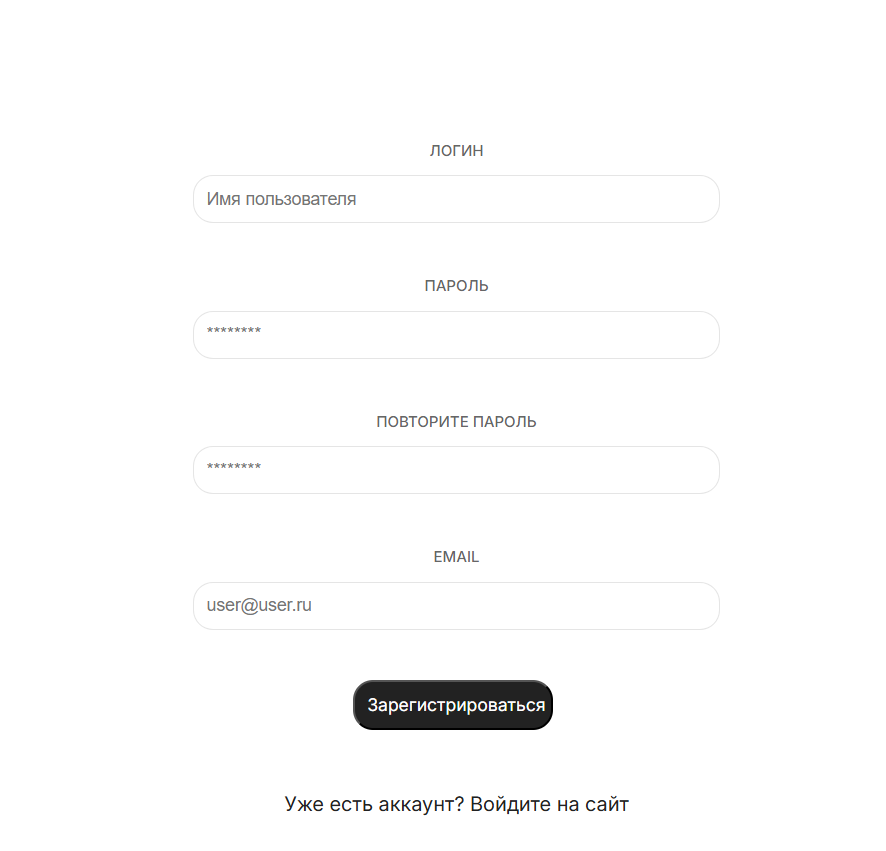 ЛОГИН
Имя пользователя
ПАРОЛЬ
********
ПОВТОРИТЕ ПАРОЛЬ
********
EMAIL
user@user.ru
Зарегистрироваться
Уже есть аккаунт? Войдите на сайт